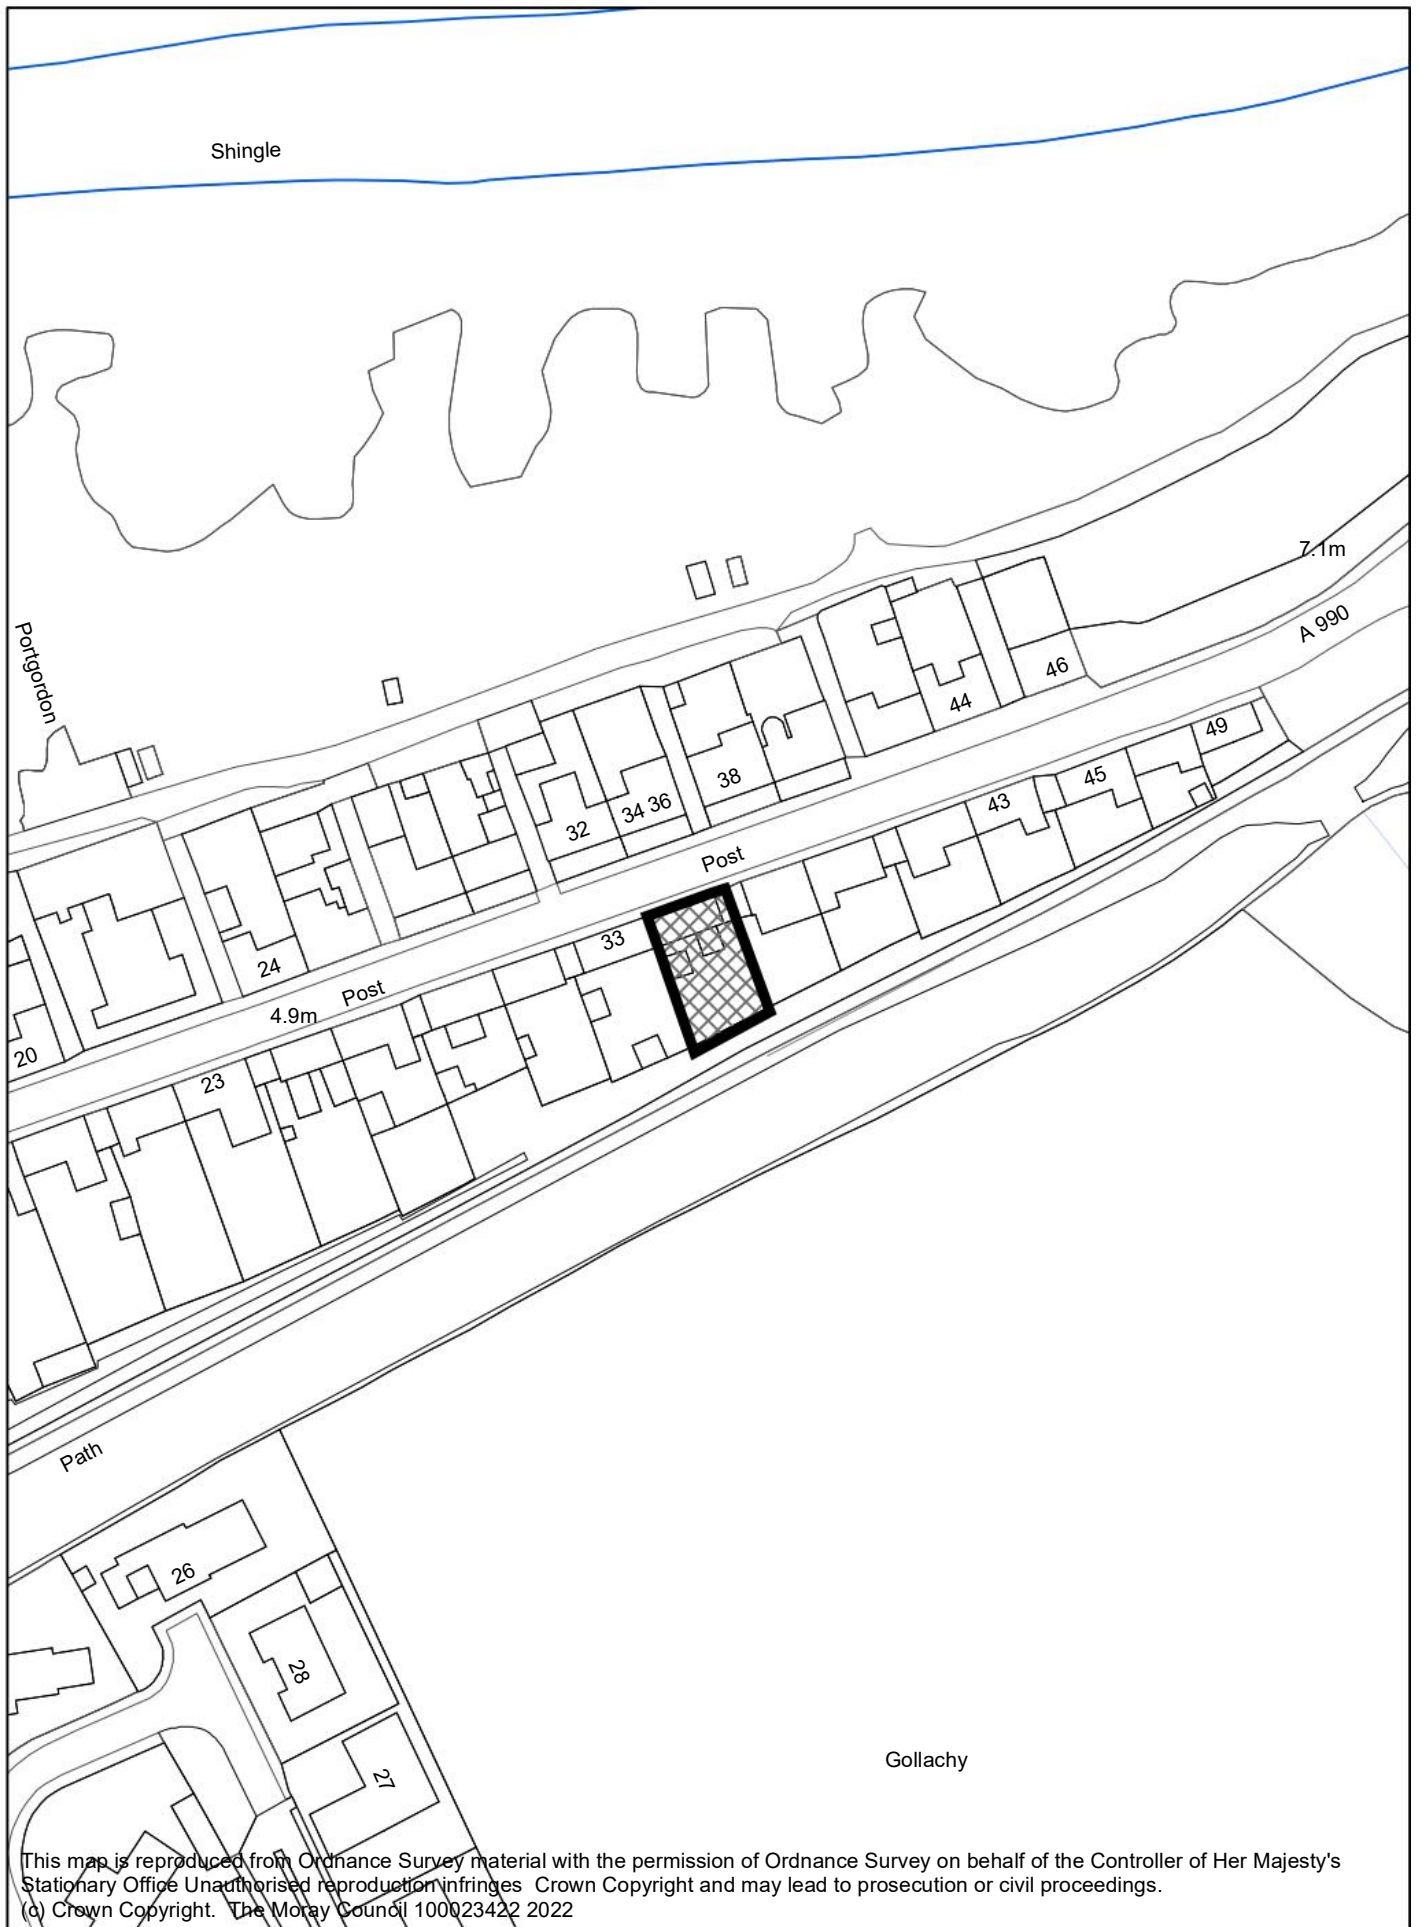 Shingle
7.1m
Portgordon
A 990
46
44
49
38
45
34 36
43
32
Post
33
24
Post
4.9m
20
23
Path
26
28
Gollachy
27
This map is reproduced from Ordnance Survey material with the permission of Ordnance Survey on behalf of the Controller of Her Majesty's
Stationary Office Unauthorised reproduction infringes Crown Copyright and may lead to prosecution or civil proceedings.
(c) Crown Copyright. The Moray Council 100023422 2022